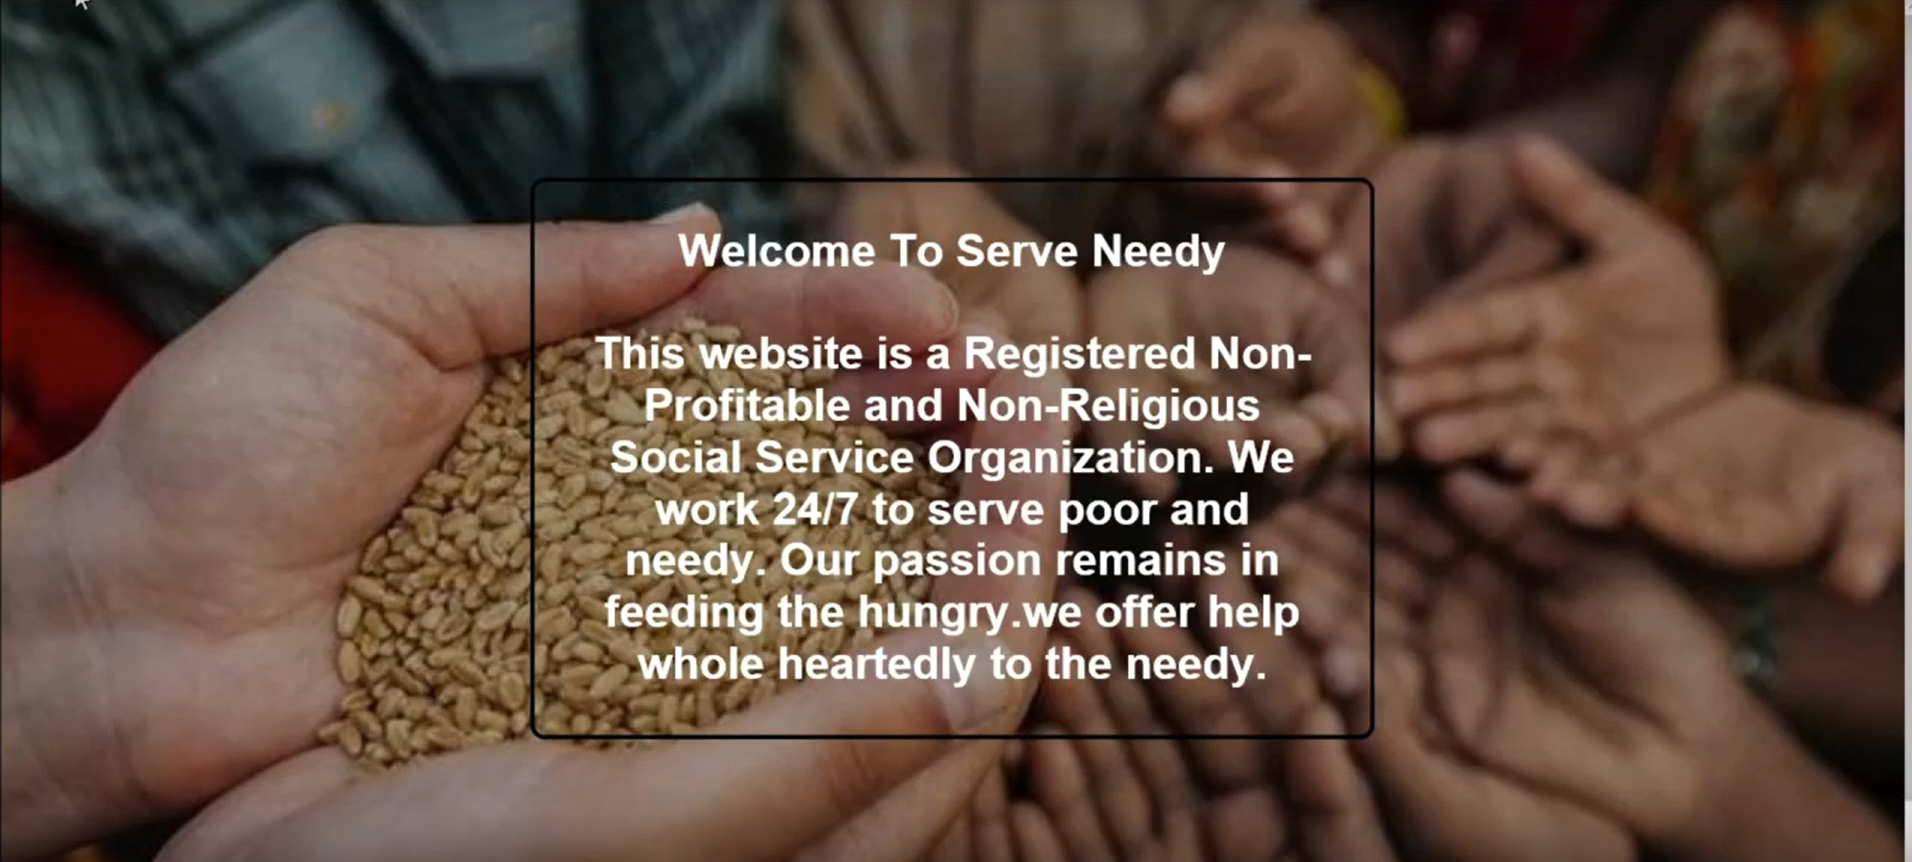 Welcome To Serve Needy
This website is a Registered Non-
Profitable and Non-Religious
Social Service Organization. We
work 24/7 to serve poor and
needy. Our passion remains in
feeding the hungry.we offer help
whole heartedly to the needy.